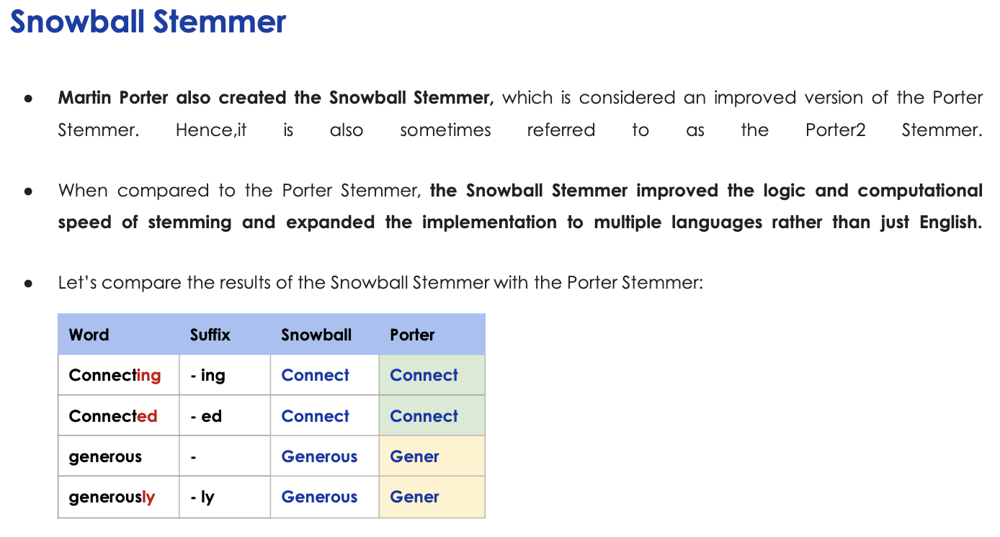 Snowball Stemmer
● Martin Porter also created the Snowball Stemmer, which is considered an improved version of the Porter
Stemmer. Hence,it is also sometimes referred to as the Porter2 Stemmer.
● When compared to the Porter Stemmer, the Snowball Stemmer improved the logic and computational
speed of stemming and expanded the implementation to multiple languages rather than just English.
● Let’s compare the results of the Snowball Stemmer with the Porter Stemmer:
Word Suffix Snowball Porter
Connecting - ing Connect Connect
Connected - ed Connect Connect
generous - Generous Gener
generously - ly Generous Gener